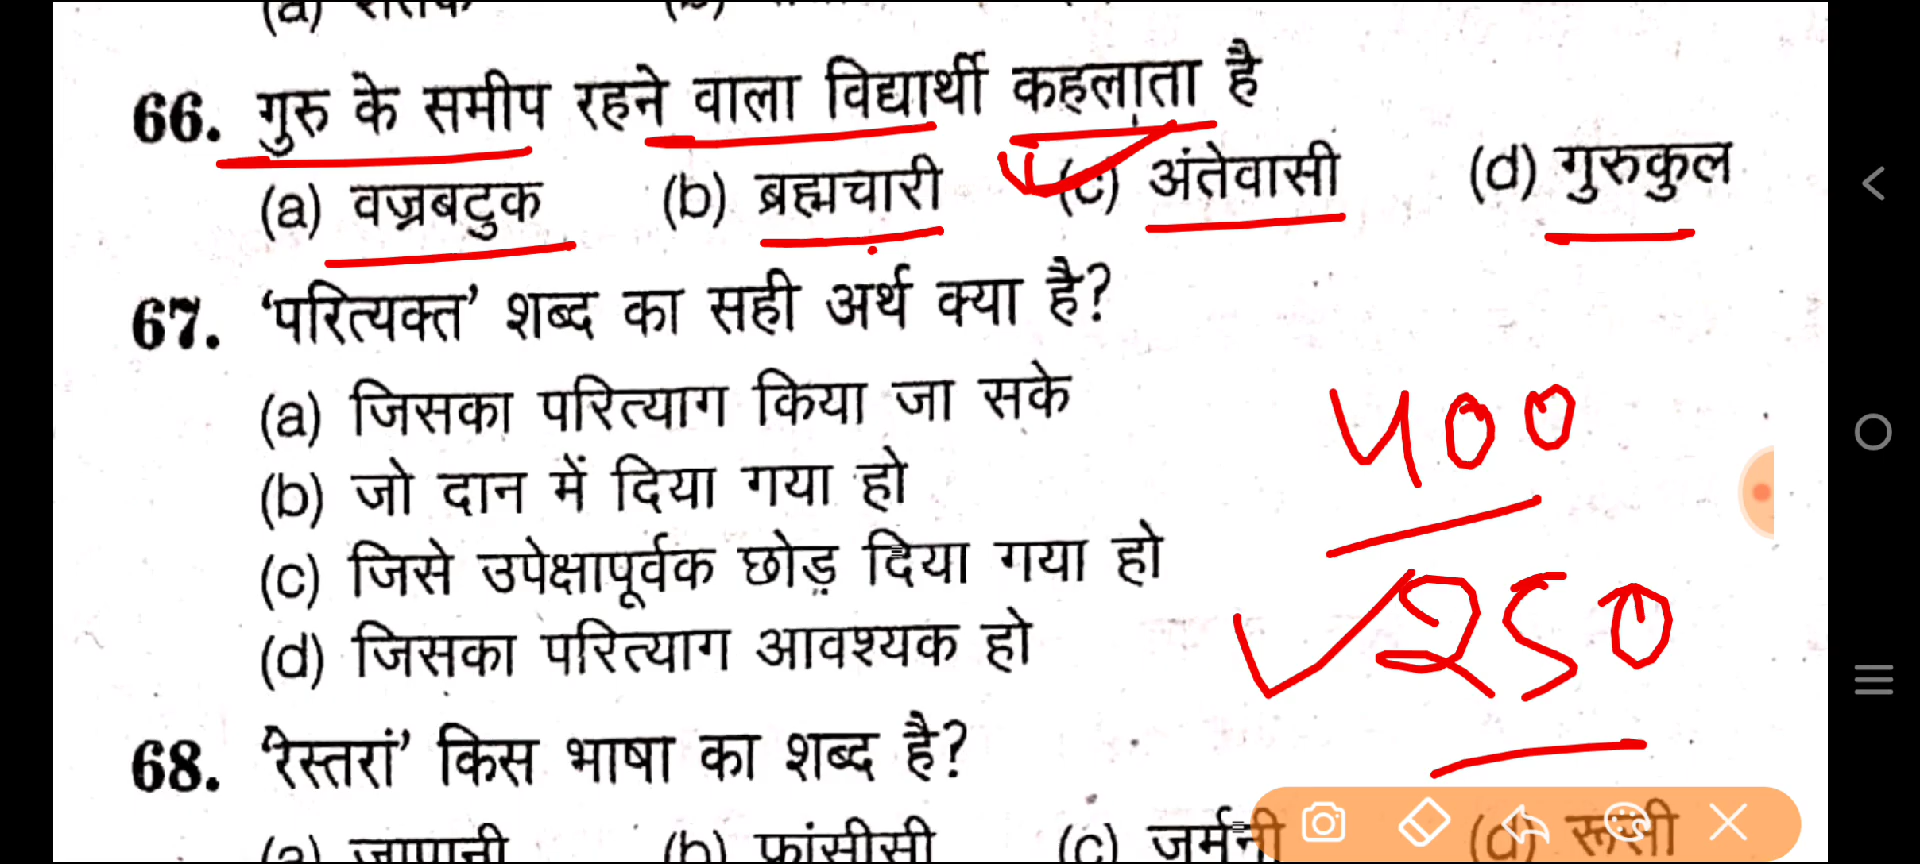 66. गुरु के समीप रहने वाला विद्यार्थी कहलाता है
(a) वज्रबटुक (b) ब्रह्मचारी (c) अंतेवासी (d) गुरुकुल
67. 'परित्यक्त' शब्द का सही अर्थ क्या है?
(a) जिसका परित्याग किया जा सके
(b) जो दान में दिया गया हो
(c) जिसे उपेक्षापूर्वक छोड़ दिया गया हो
(d) जिसका परित्याग आवश्यक हो
400
250
68. 'रेस्तरां' किस भाषा का शब्द है?
(a) जापानी (b) फ्रांसीसी (c) जर्मनी (d) रूसी